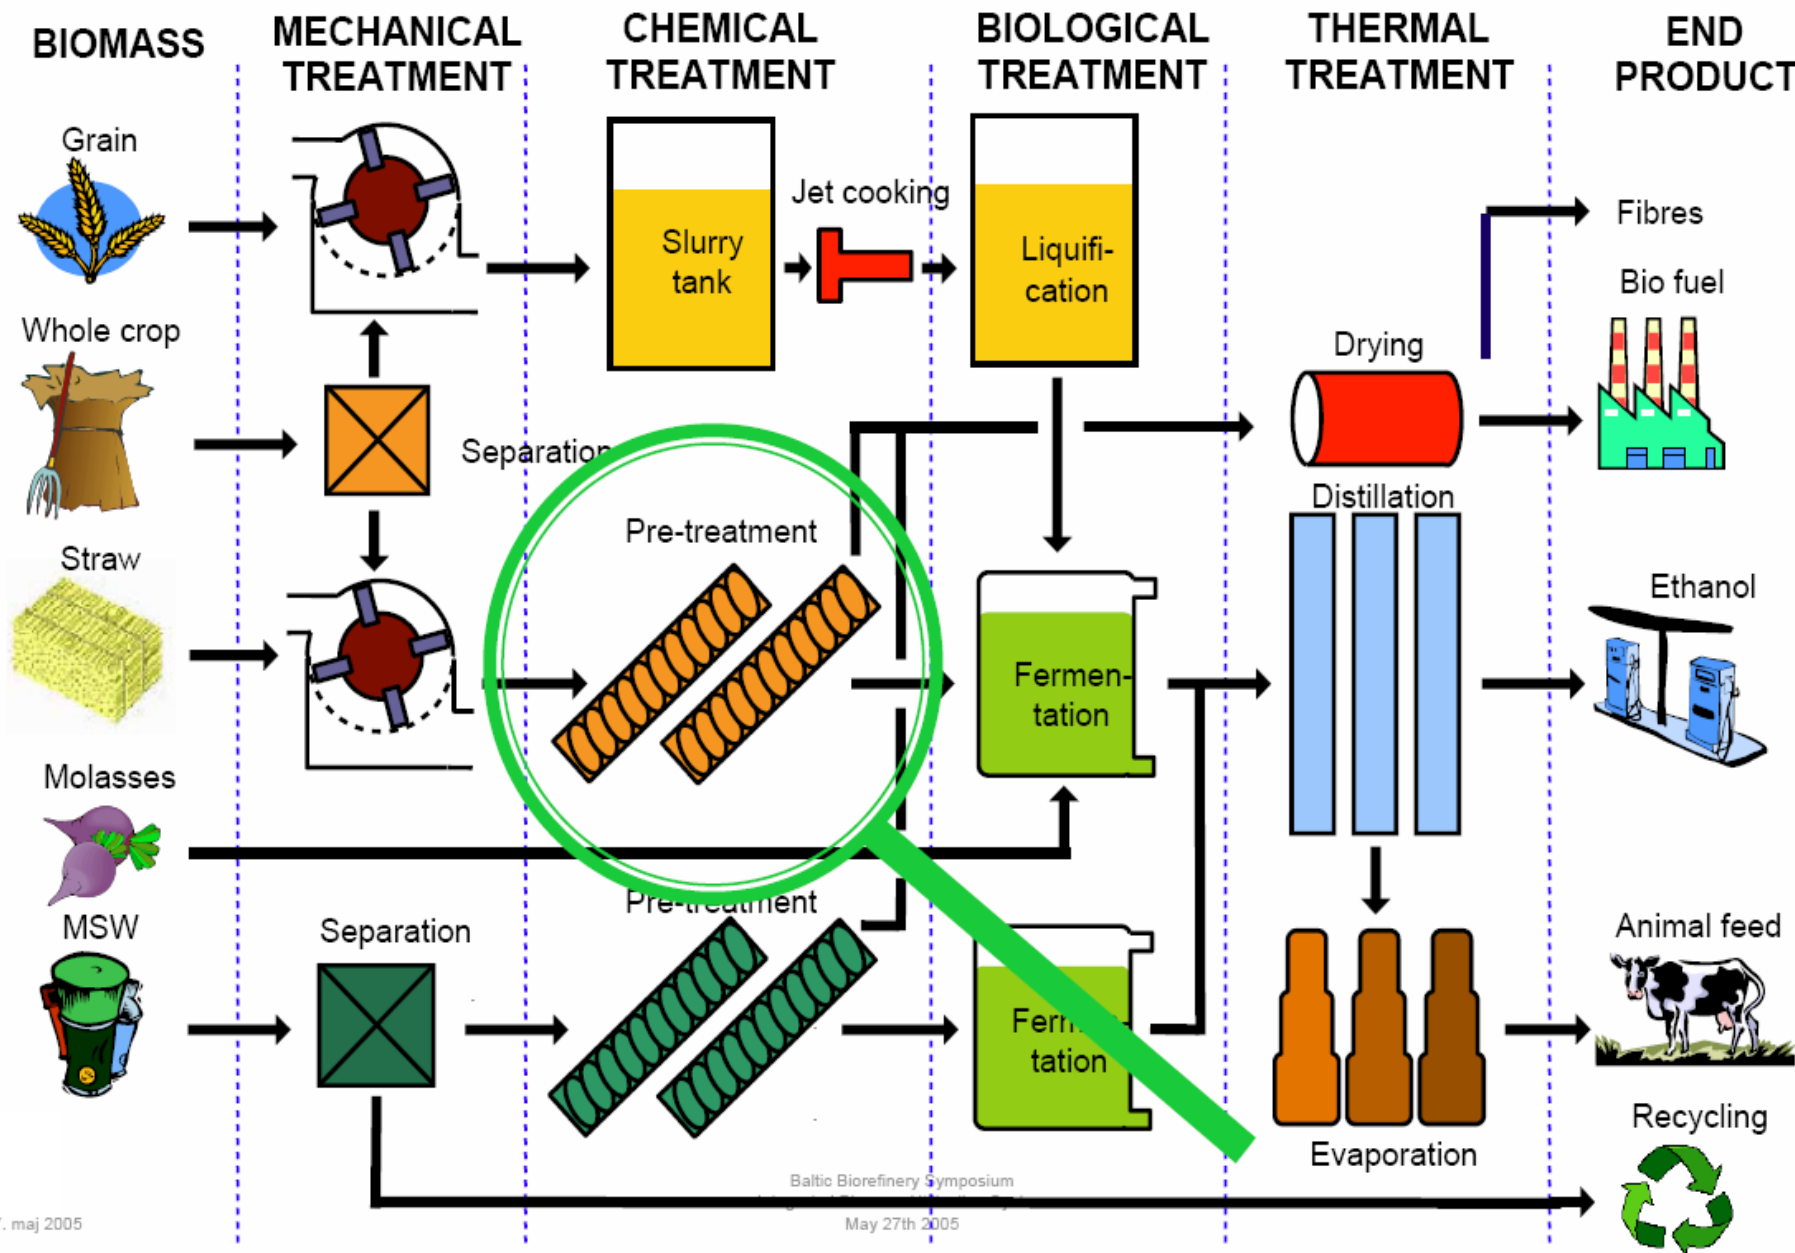 BIOMASS
MECHANICAL
TREATMENT
CHEMICAL
TREATMENT
BIOLOGICAL
TREATMENT
THERMAL
TREATMENT
END
PRODUCT
Grain
Jet cooking
Slurry
tank
Liquifi-
cation
Fibres
Bio fuel
Whole crop
Drying
Separation
Distillation
Pre-treatment
Straw
Ethanol
Fermen-
tation
Molasses
Pre-treatment
MSW
Separation
Animal feed
Fermen-
tation
Recycling
Evaporation
Baltic Biorefinery Symposium
. maj 2005
May 27th 2005